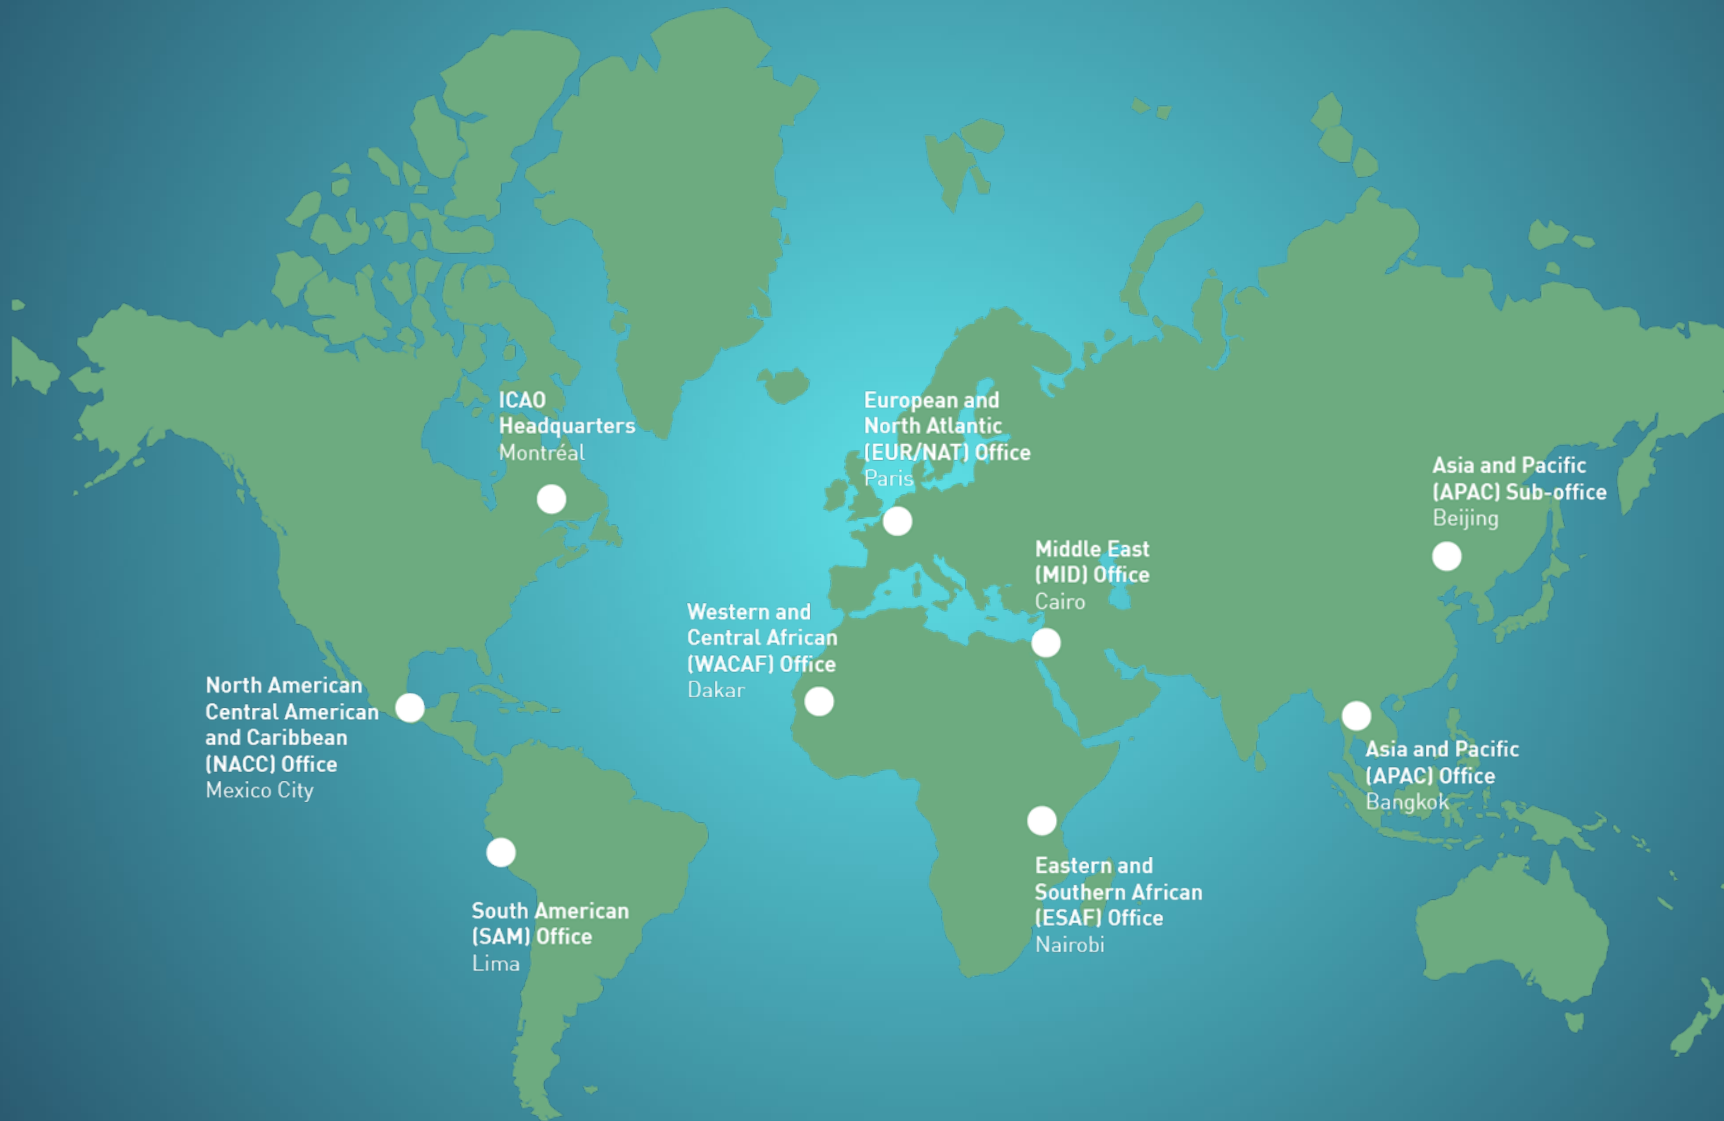 ICAO
Headquarters
Montréal
European and
North Atlantic
(EUR/NAT) Office
Paris
Asia and Pacific
(APAC) Sub-office
Beijing
Middle East
(MID) Office
Cairo
Western and
Central African
(WACAF) Office
Dakar
North American
Central American
and Caribbean
(NACC) Office
Mexico City
Asia and Pacific
(APAC) Office
Bangkok
Eastern and
Southern African
(ESAF) Office
Nairobi
South American
(SAM) Office
Lima